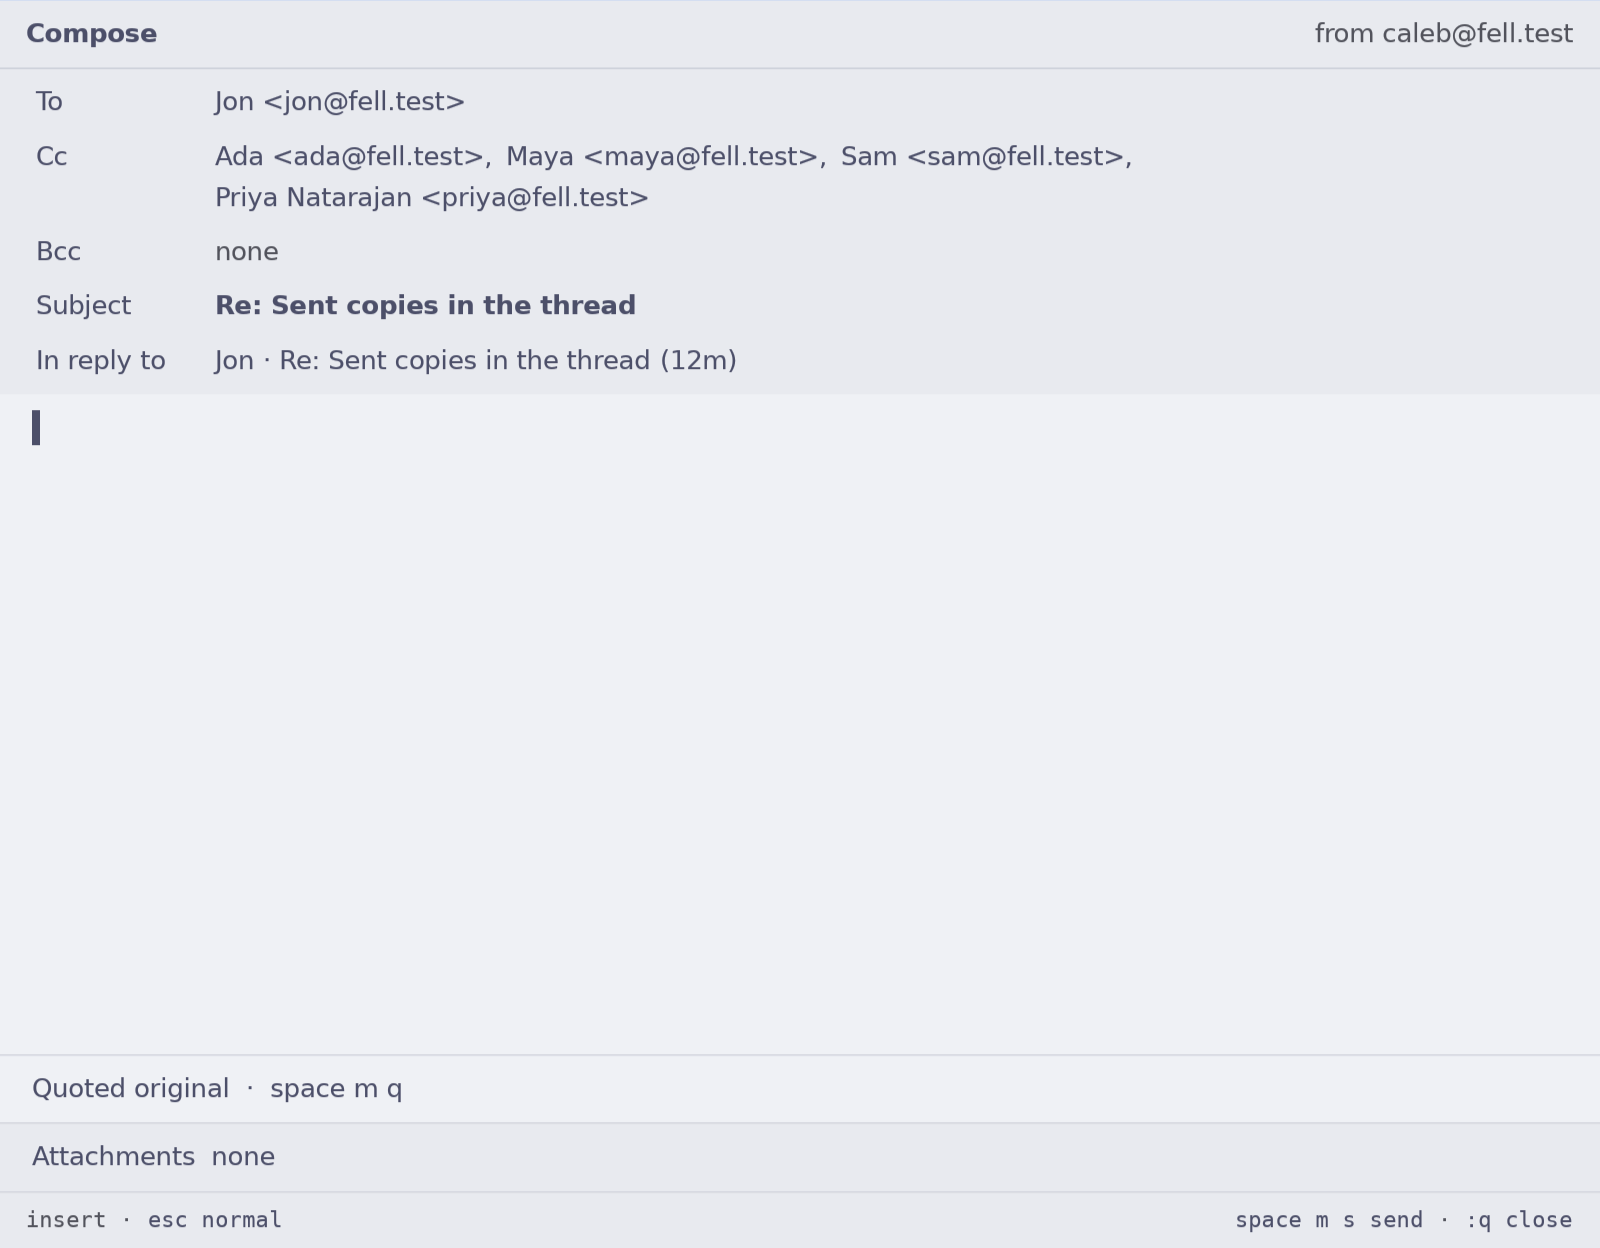 Compose from caleb@fell.test
To Jon <jon@fell.test>
Cc Ada <ada@fell.test>, Maya <maya@fell.test>, Sam <sam@fell.test>,
Priya Natarajan <priya@fell.test>
Bcc none
Subject Re: Sent copies in the thread
In reply to Jon · Re: Sent copies in the thread (12m)
Quoted original · space m q
Attachments none
insert · esc normal space m s send · :q close